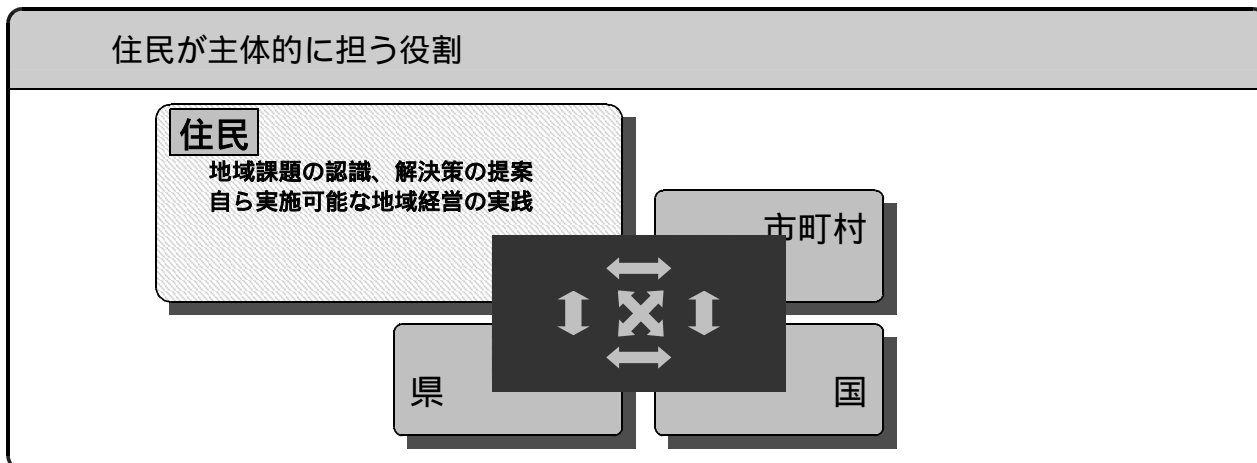 住民が主体的に担う役割
住民
地域課題の認識、解決策の提案
自ら実施可能な地域経営の実践
市町村
県
国